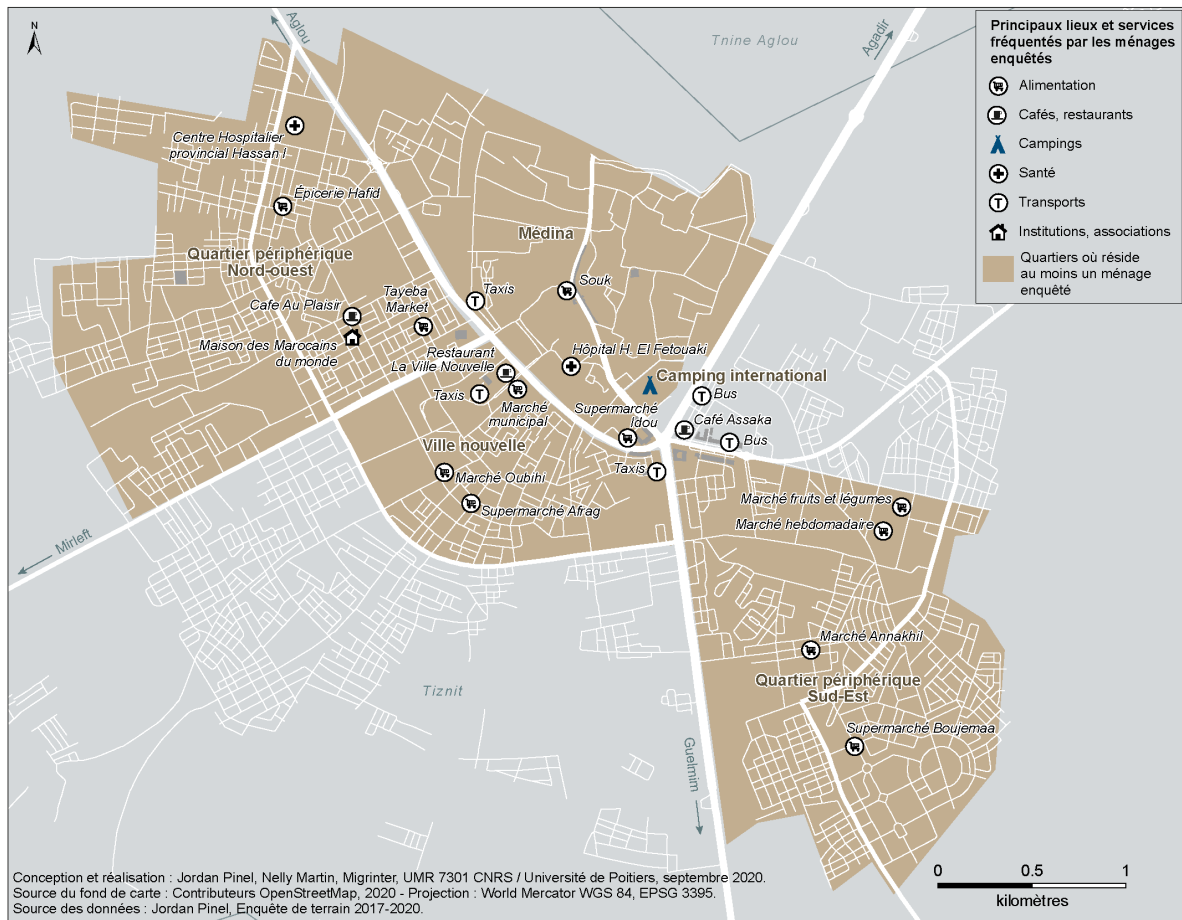 N
Aglou
Tnine Aglou
Agadir
Principaux lieux et services
fréquentés par les ménages
enquêtés
Alimentation
Cafés, restaurants
Campings
Santé
T
Transports
Institutions, associations
Quartiers où réside
au moins un ménage
enquêté
Centre Hospitalier
provincial Hassan I
Épicerie Hafid
Médina
Quartier périphérique
Nord-ouest
Souk
T
Taxis
Cafe Au Plaisir
Tayeba
Market
Maison des Marocains
du monde
Restaurant
La Ville Nouvelle
Hôpital H. El Fetouaki
Camping international
Taxis
T
Marché
municipal
T
Bus
Supermarché
Idou
Café Assaka
T
Bus
Ville nouvelle
Taxis
T
Marché Oubihi
Supermarché Afrag
Marché fruits et légumes
Marché hebdomadaire
Mirleft
Marché Annakhil
Tiznit
Quartier périphérique
Sud-Est
Supermarché Boujemaa
Guelmim
Conception et réalisation : Jordan Pinel, Nelly Martin, Migrinter, UMR 7301 CNRS / Université de Poitiers, septembre 2020.
Source du fond de carte : Contributeurs OpenStreetMap, 2020 - Projection : World Mercator WGS 84, EPSG 3395.
Source des données : Jordan Pinel, Enquête de terrain 2017-2020.
0 0.5 1
kilomètres